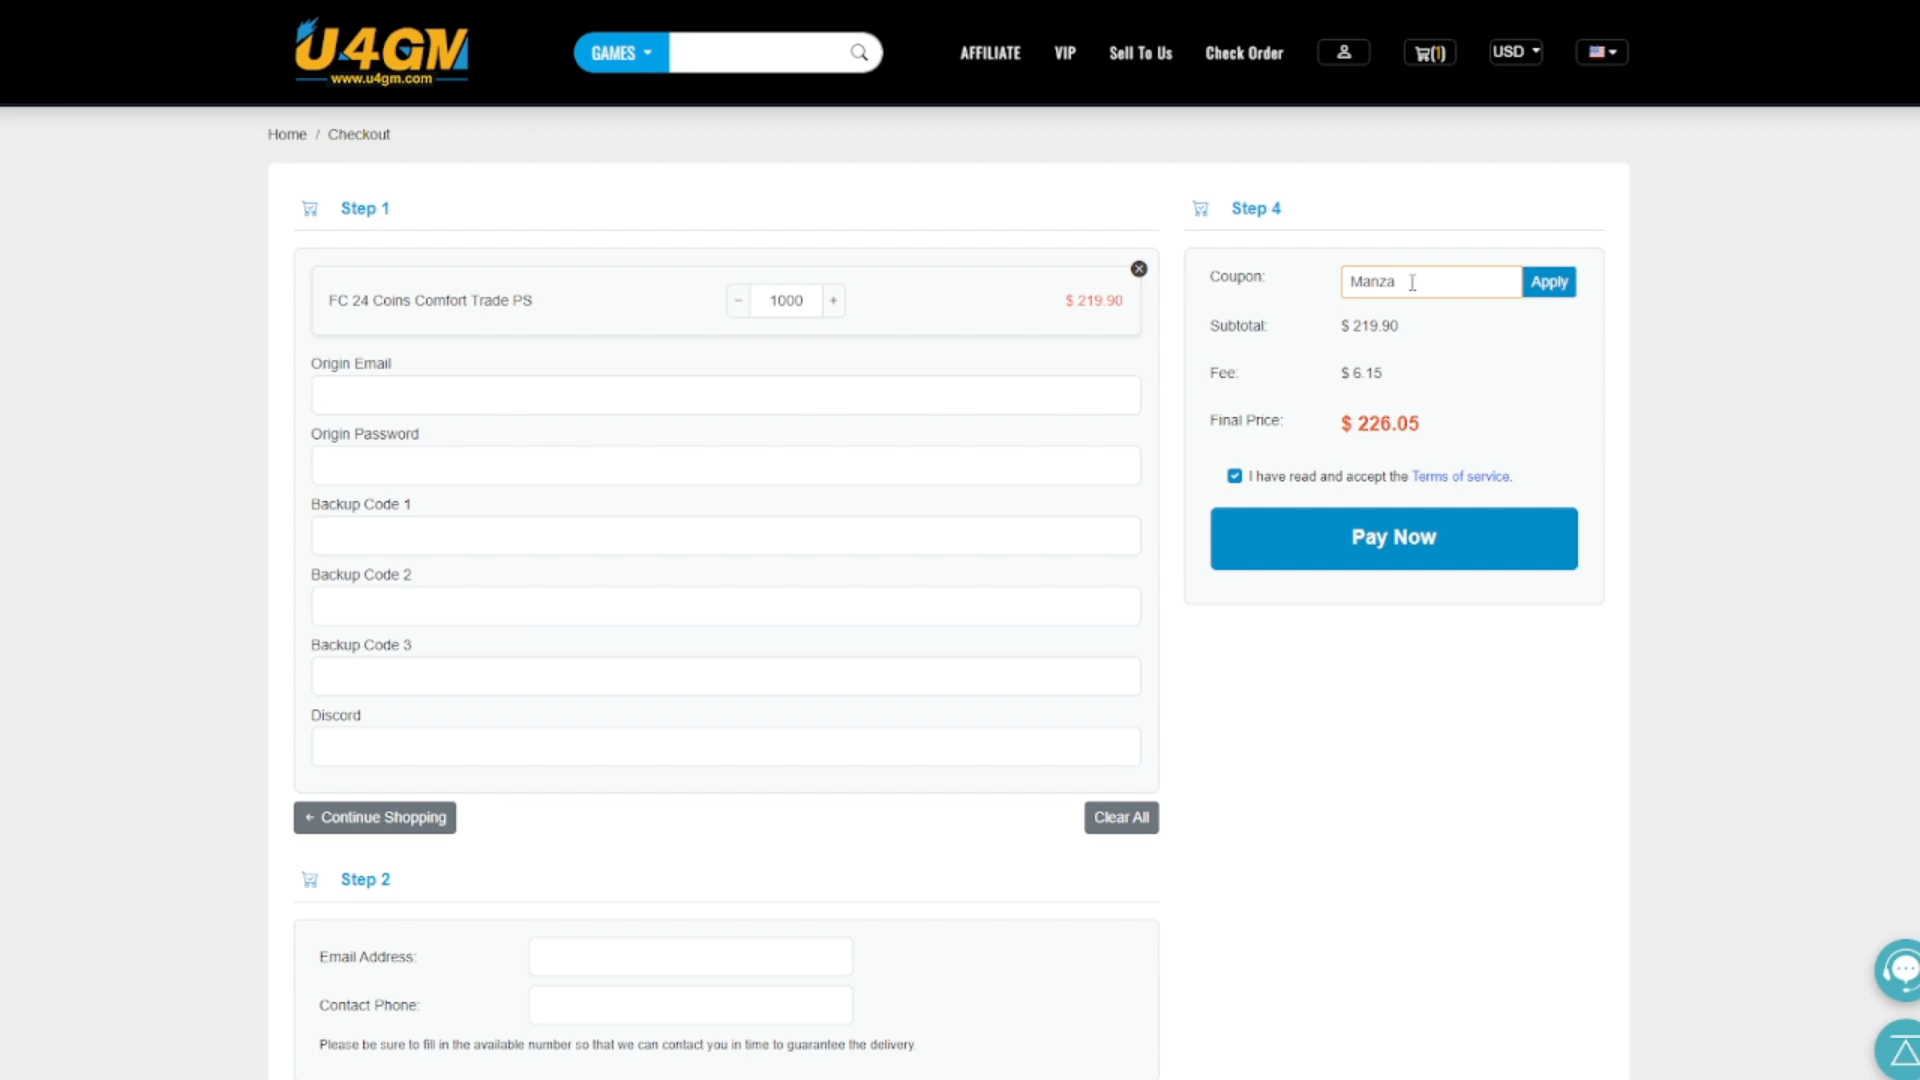 U4GM
www.u4gm.com
GAMES
AFFILIATE
VIP
Sell To Us
Check Order
(1)
USD
Home / Checkout
Step 1
FC 24 Coins Comfort Trade PS
- 1000 +
$ 219.90
Origin Email
Origin Password
Backup Code 1
Backup Code 2
Backup Code 3
Discord
← Continue Shopping
Clear All
Step 2
Email Address:
Contact Phone:
Please be sure to fill in the available number so that we can contact you in time to guarantee the delivery.
Step 4
Coupon:
Manza
Apply
Subtotal:
$ 219.90
Fee:
$ 6.15
Final Price:
$ 226.05
I have read and accept the Terms of service.
Pay Now